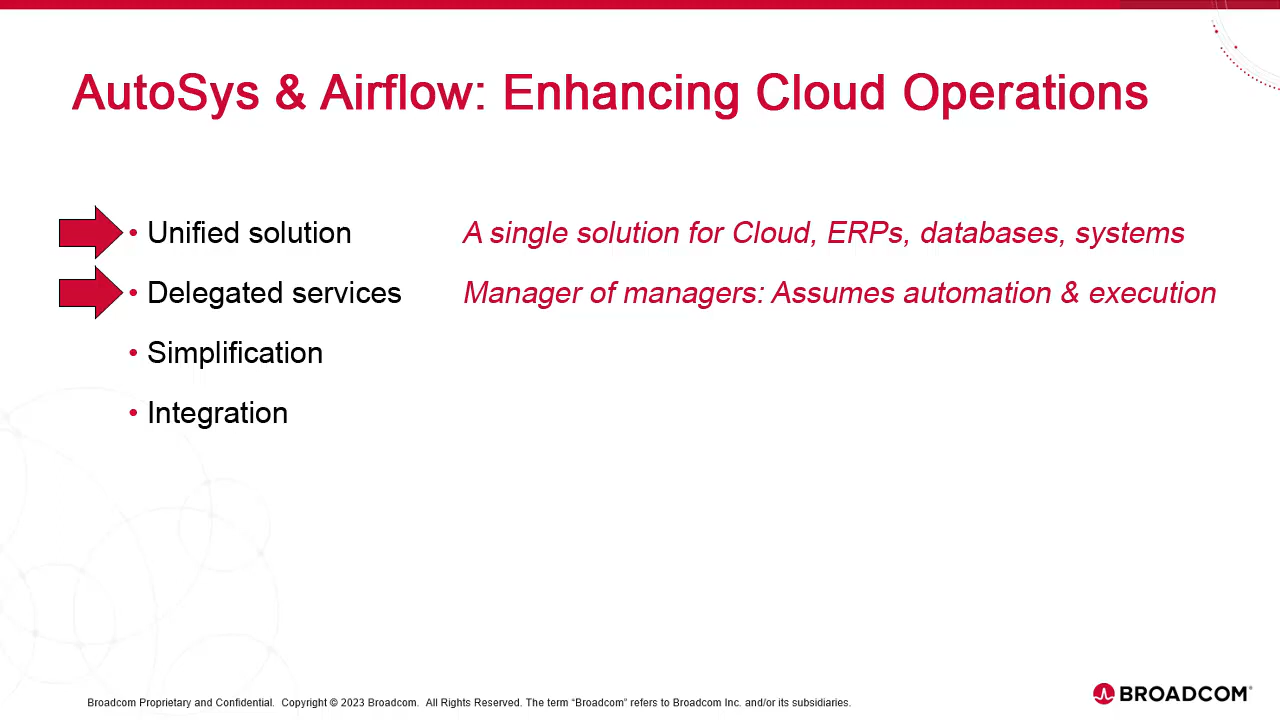 AutoSys & Airflow: Enhancing Cloud Operations
• Unified solution A single solution for Cloud, ERPs, databases, systems
• Delegated services Manager of managers: Assumes automation & execution
• Simplification
• Integration
Broadcom Proprietary and Confidential. Copyright © 2023 Broadcom. All Rights Reserved. The term “Broadcom” refers to Broadcom Inc. and/or its subsidiaries.
BROADCOM®